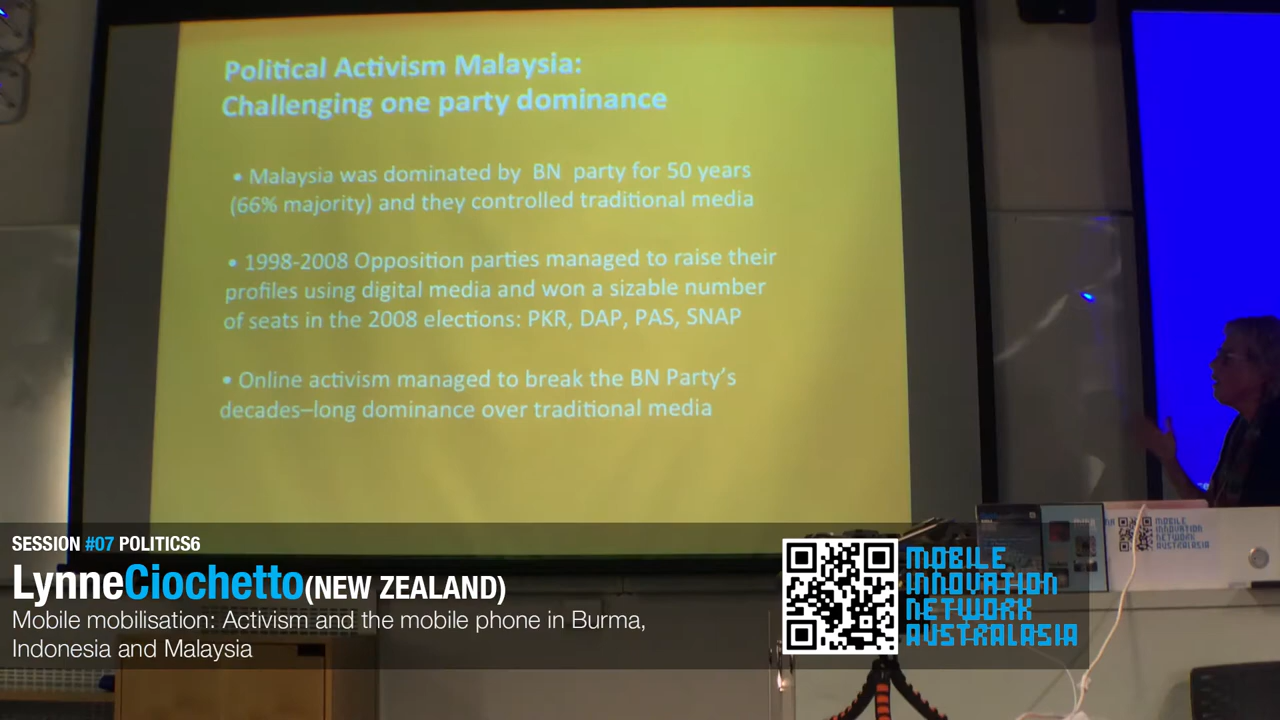 Political Activism Malaysia:
Challenging one party dominance
• Malaysia was dominated by BN party for 50 years
(66% majority) and they controlled traditional media
• 1998-2008 Opposition parties managed to raise their
profiles using digital media and won a sizable number
of seats in the 2008 elections: PKR, DAP, PAS, SNAP
• Online activism managed to break the BN Party's
decades–long dominance over traditional media
SESSION #07 POLITICS6
LynneCiochetto(NEW ZEALAND)
Mobile mobilisation: Activism and the mobile phone in Burma,
Indonesia and Malaysia
MOBILE
INNOVATION
NETWORK
AUSTRALASIA
MOBILE
INNOVATION
NETWORK
AUSTRALASIA